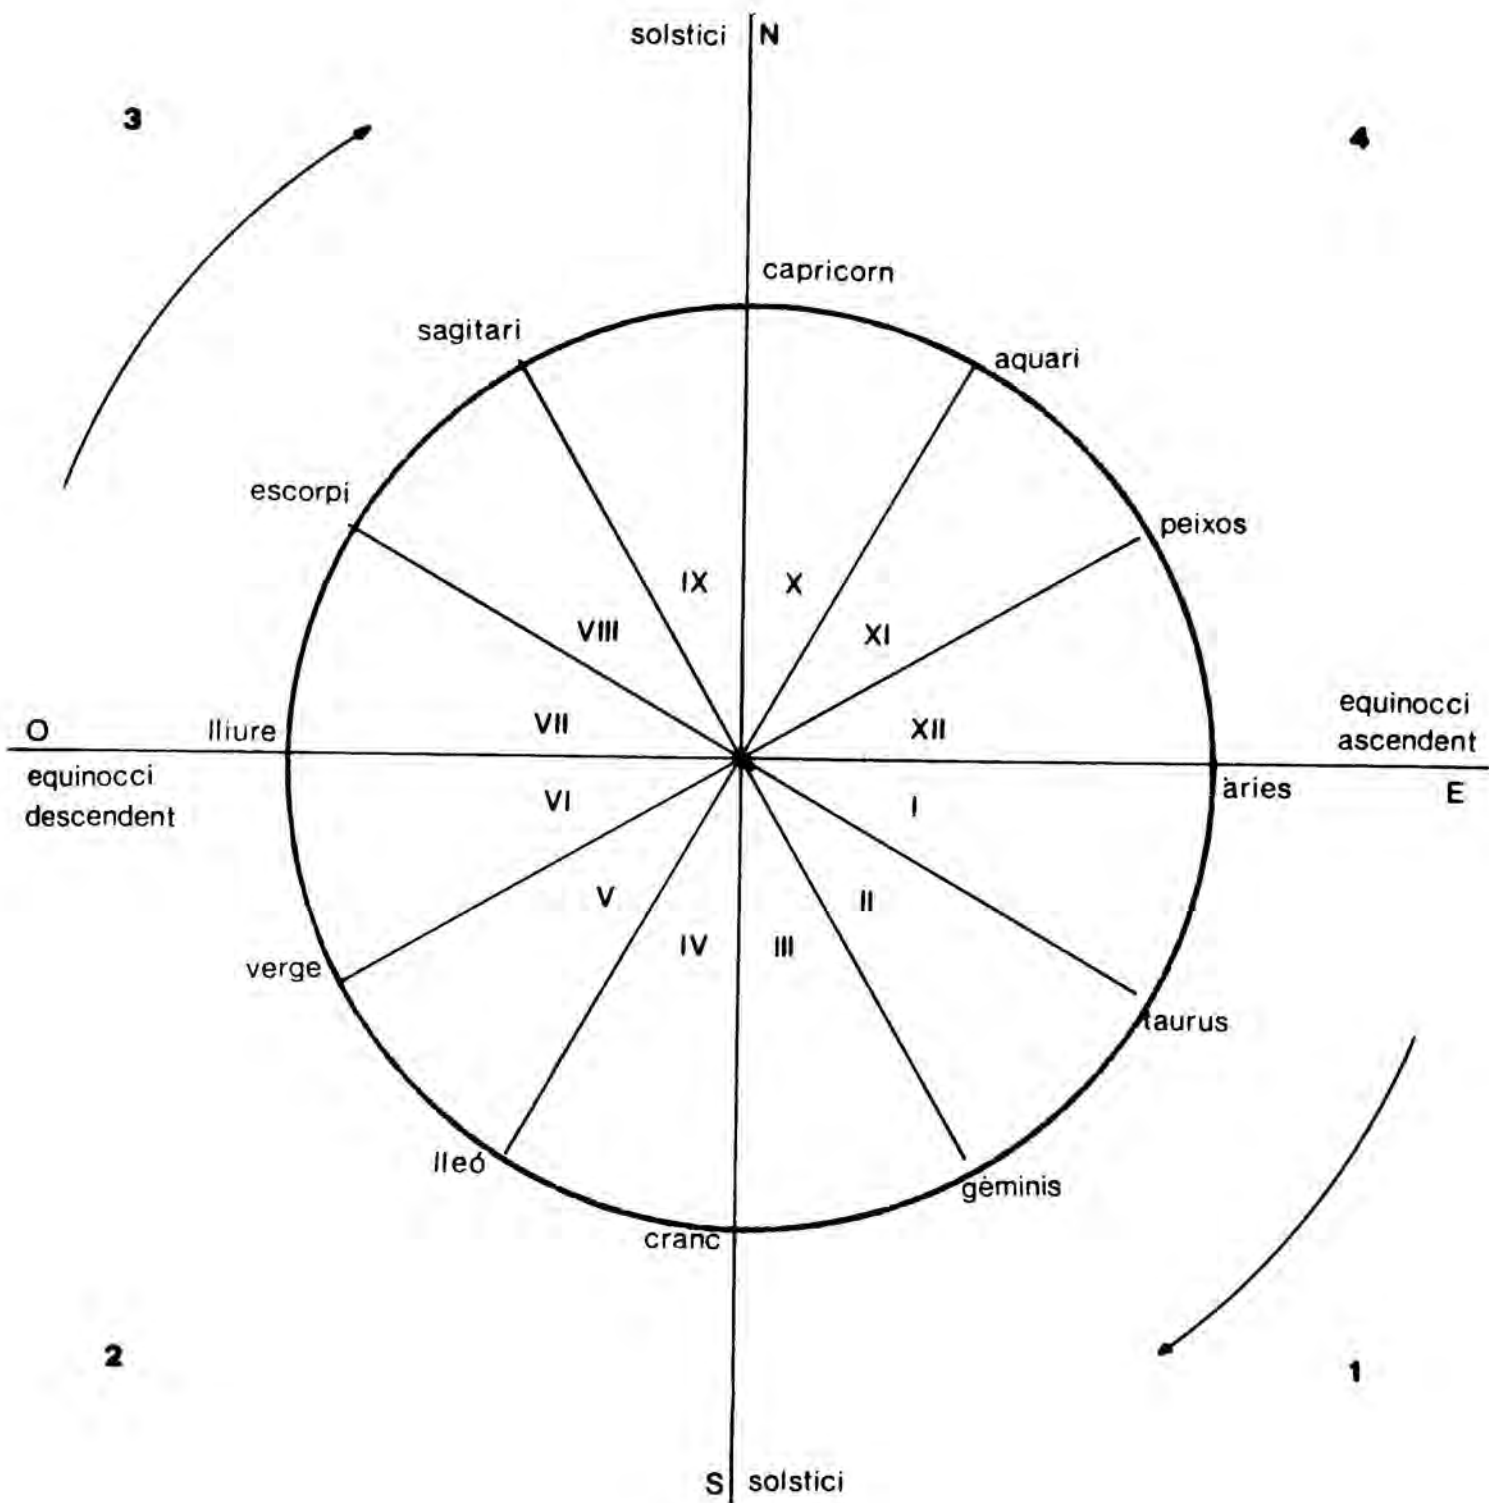 solstici N
3
4
capricorn
sagitari
aquari
escorpi
peixos
IX
X
VIII
XI
O
lliure
VII
XII
equinocci
ascendent
equinocci
descendent
VI
I
àries
E
V
II
IV
III
verge
taurus
lleó
gèminis
cranc
2
1
S solstici